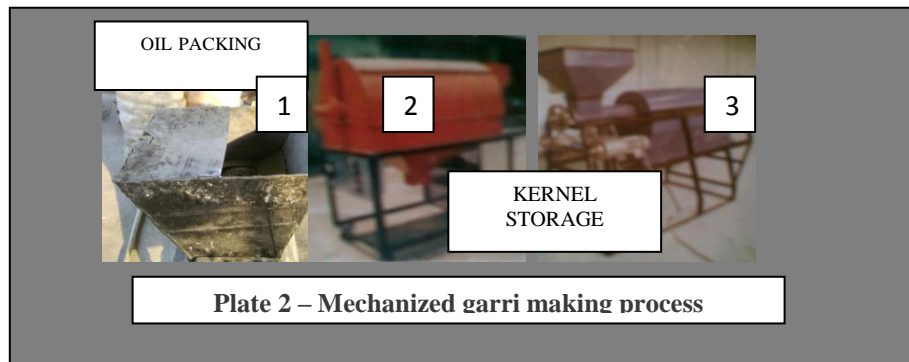 OIL PACKING
1
2
3
KERNEL
STORAGE
Plate 2 – Mechanized garri making process